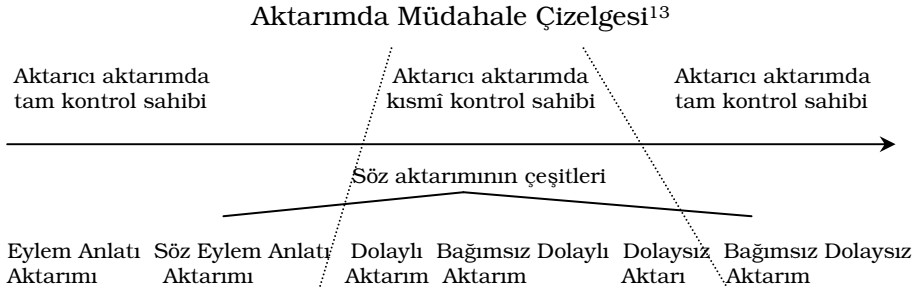 Aktarımda Müdahale Çizelgesi¹³
Aktarıcı aktarımda Aktarıcı aktarımda Aktarıcı aktarımda
tam kontrol sahibi kısmî kontrol sahibi tam kontrol sahibi
Söz aktarımının çeşitleri
Eylem Anlatı Söz Eylem Anlatı Dolaylı Bağımsız Dolaylı Dolaysız Bağımsız Dolaysız
Aktarımı Aktarımı Aktarım Aktarım Aktarı Aktarım